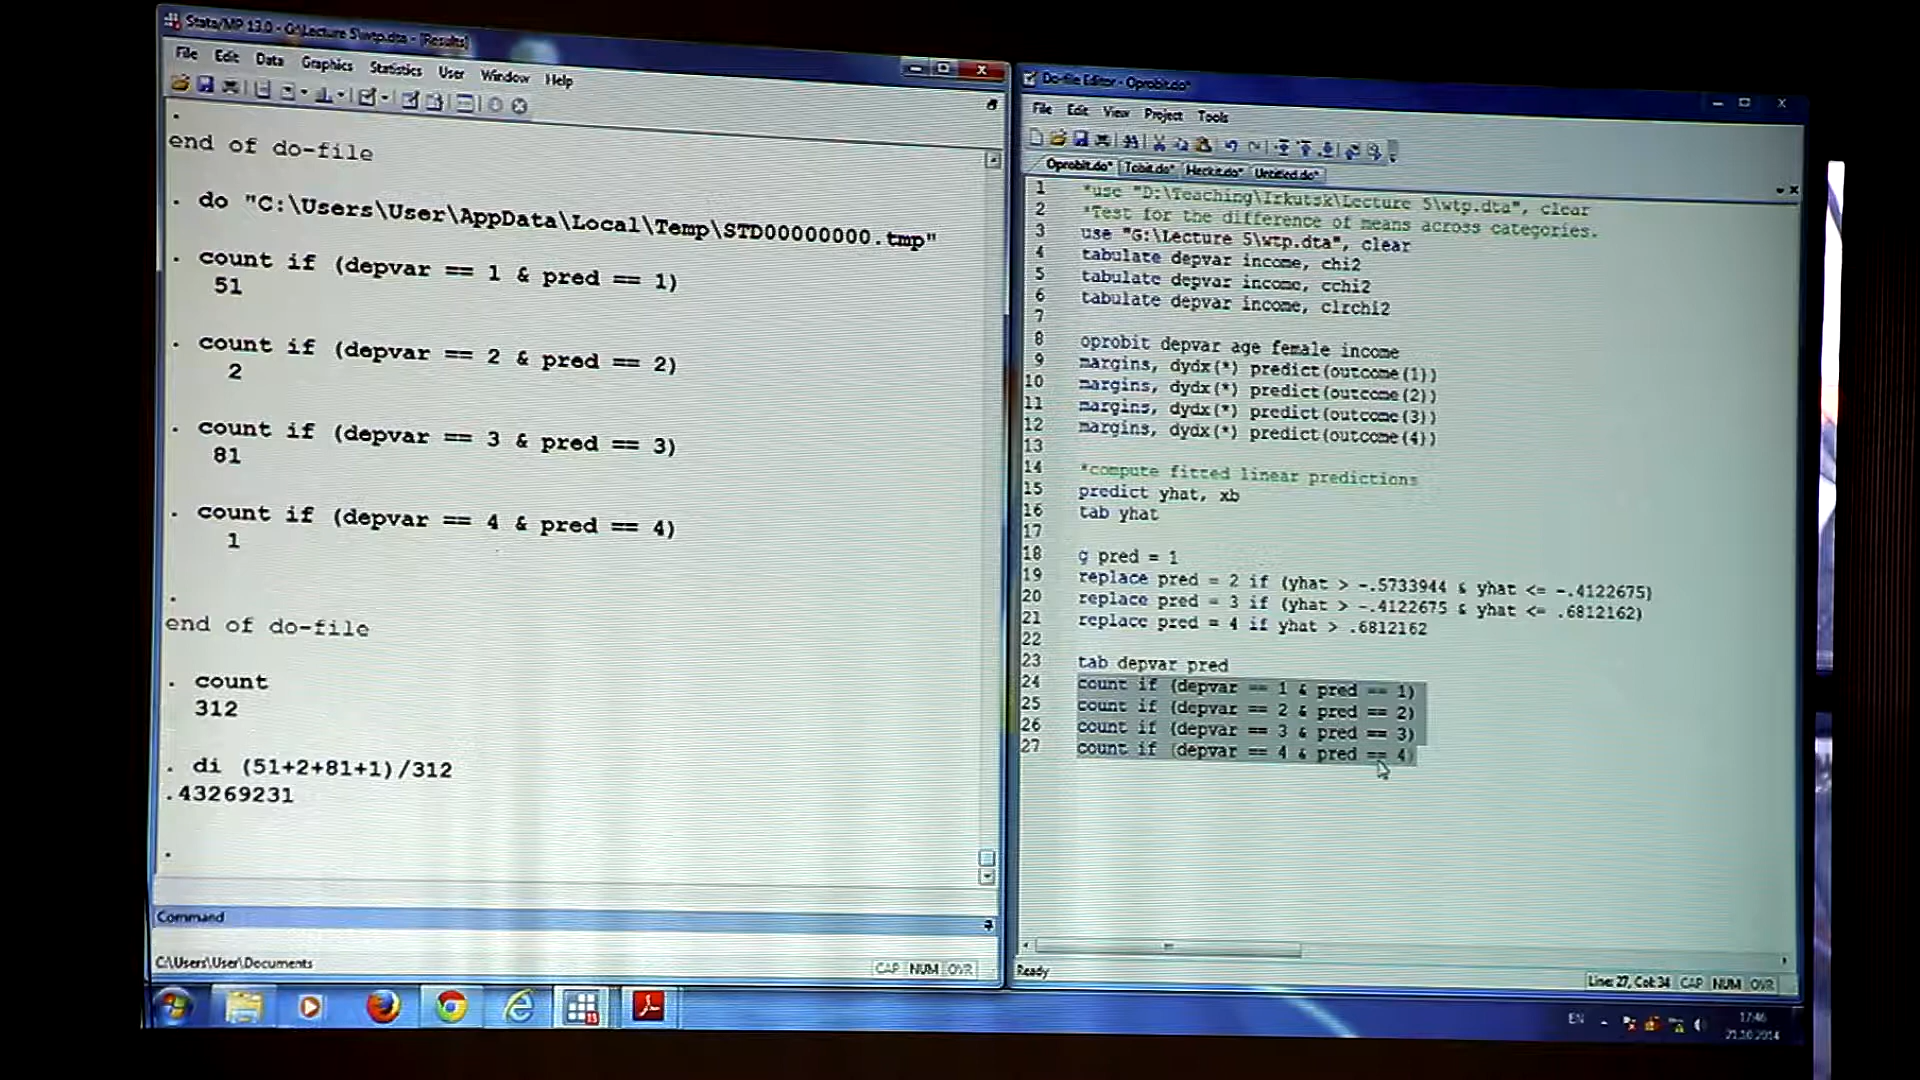 Stata/MP 13.0 - G:\Lecture 5\wtp.dta - [Results]
File Edit Data Graphics Statistics User Window Help
.
end of do-file
. do "C:\Users\User\AppData\Local\Temp\STD00000000.tmp"
. count if (depvar == 1 & pred == 1)
51
. count if (depvar == 2 & pred == 2)
2
. count if (depvar == 3 & pred == 3)
81
. count if (depvar == 4 & pred == 4)
1
.
end of do-file
. count
312
. di (51+2+81+1)/312
.43269231
.
Command
C:\Users\User\Documents
CAP NUM OVR
Do-file Editor - Oprobit.do*
File Edit View Project Tools
Oprobit.do* Tobit.do* Heckit.do* Untitled.do*
1 *use "D:\Teaching\Irkutsk\Lecture 5\wtp.dta", clear
2 *Test for the difference of means across categories.
3 use "G:\Lecture 5\wtp.dta", clear
4 tabulate depvar income, chi2
5 tabulate depvar income, cchi2
6 tabulate depvar income, clrchi2
7
8 oprobit depvar age female income
9 margins, dydx(*) predict(outcome(1))
10 margins, dydx(*) predict(outcome(2))
11 margins, dydx(*) predict(outcome(3))
12 margins, dydx(*) predict(outcome(4))
13
14 *compute fitted linear predictions
15 predict yhat, xb
16 tab yhat
17
18 g pred = 1
19 replace pred = 2 if (yhat > -.5733944 & yhat <= -.4122675)
20 replace pred = 3 if (yhat > -.4122675 & yhat <= .6812162)
21 replace pred = 4 if yhat > .6812162
22
23 tab depvar pred
24 count if (depvar == 1 & pred == 1)
25 count if (depvar == 2 & pred == 2)
26 count if (depvar == 3 & pred == 3)
27 count if (depvar == 4 & pred == 4)
Ready
Line: 27, Col: 34 CAP NUM OVR
EN
17:46
21.10.2014